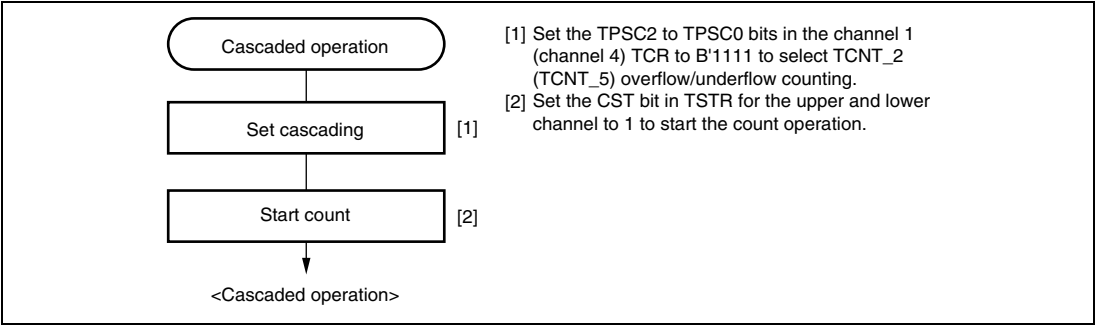 Cascaded operation
Set cascading
[1]
Start count
[2]
<Cascaded operation>
[1] Set the TPSC2 to TPSC0 bits in the channel 1
(channel 4) TCR to B'1111 to select TCNT_2
(TCNT_5) overflow/underflow counting.
[2] Set the CST bit in TSTR for the upper and lower
channel to 1 to start the count operation.